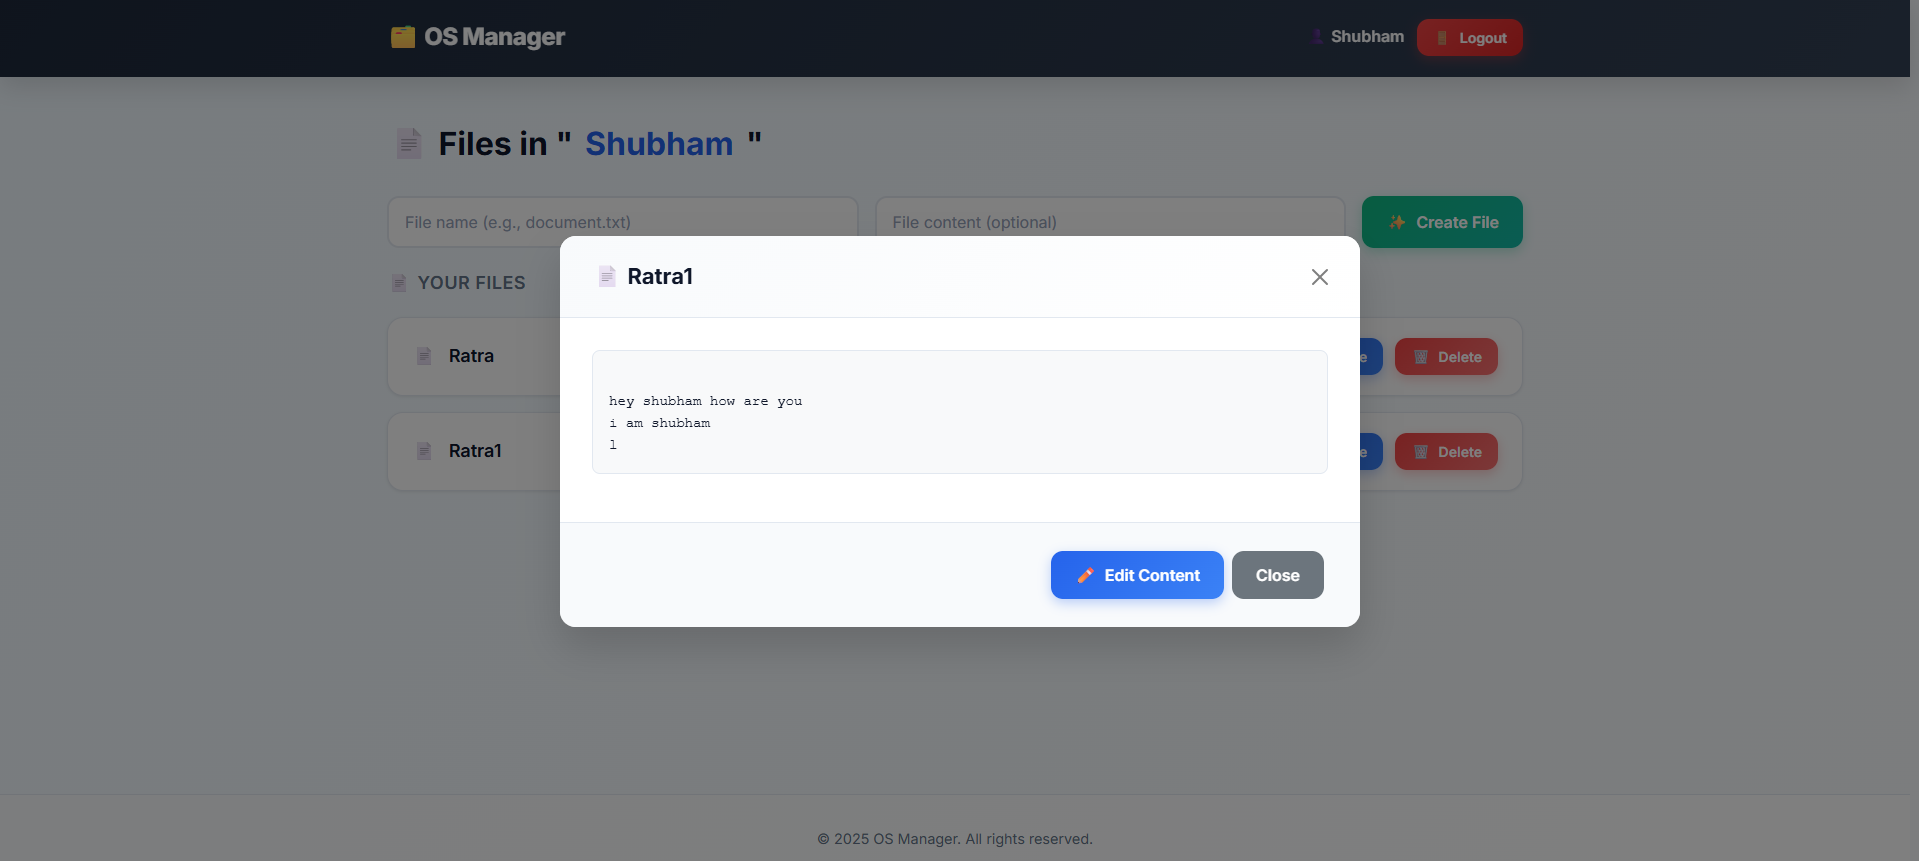 OS Manager
Shubham
Logout
Files in " Shubham "
File name (e.g., document.txt)
File content (optional)
Create File
YOUR FILES
Ratra
Delete
Ratra1
Delete
Ratra1
hey shubham how are you
i am shubham
l
Edit Content
Close
© 2025 OS Manager. All rights reserved.